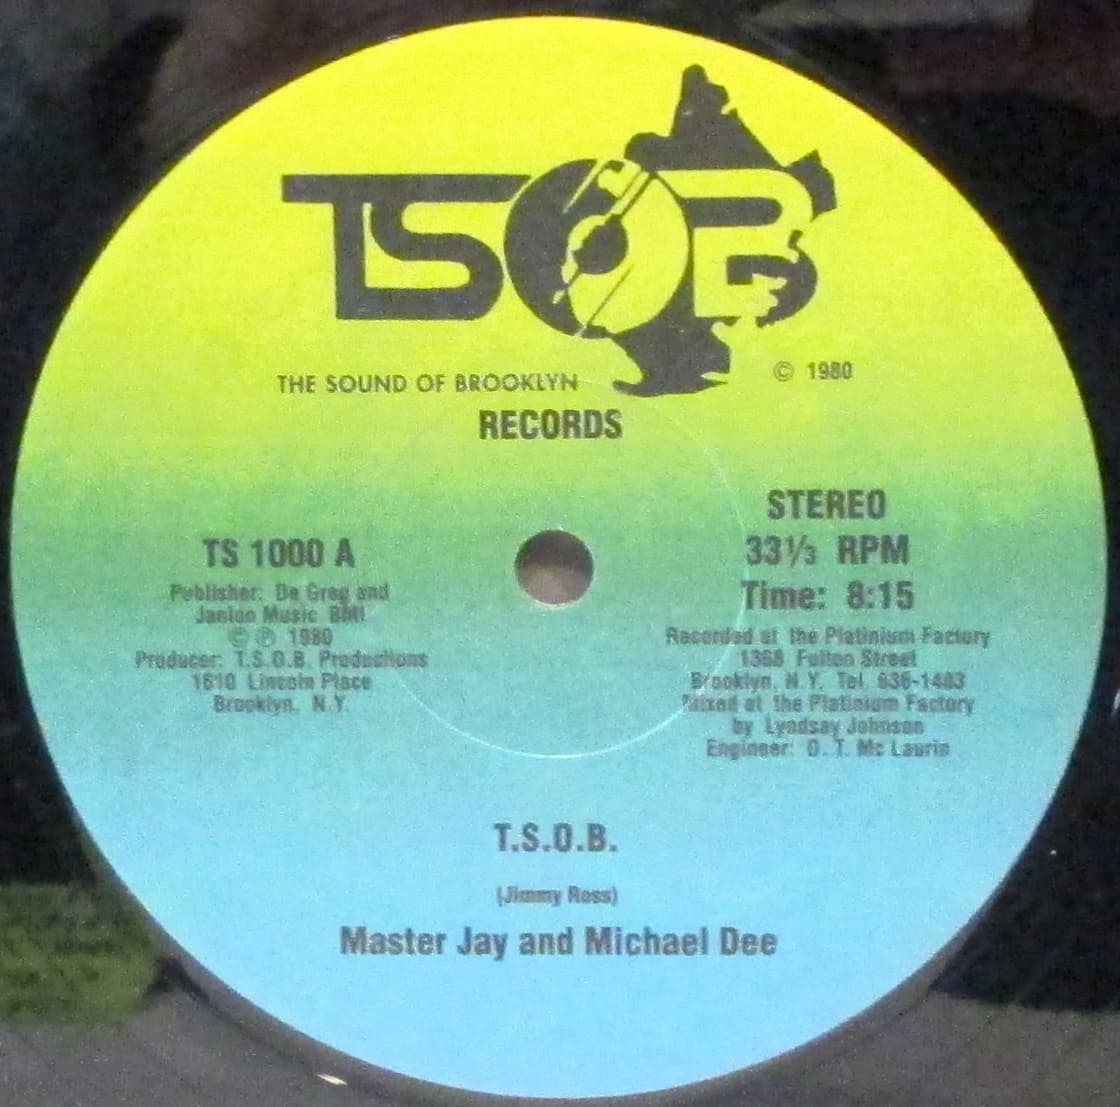 TSOB
THE SOUND OF BROOKLYN
© 1980
RECORDS
TS 1000 A
Publisher: De Greg and
Janlon Music BMI
© ℗ 1980
Producer: T.S.O.B. Productions
1610 Lincoln Place
Brooklyn, N.Y.
STEREO
33⅓ RPM
Time: 8:15
Recorded at the Platinium Factory
1368 Fulton Street
Brooklyn, N.Y. Tel. 636-1403
Mixed at the Platinium Factory
by Lyndsay Johnson
Engineer: O. T. Mc Laurin
T.S.O.B.
(Jimmy Ross)
Master Jay and Michael Dee